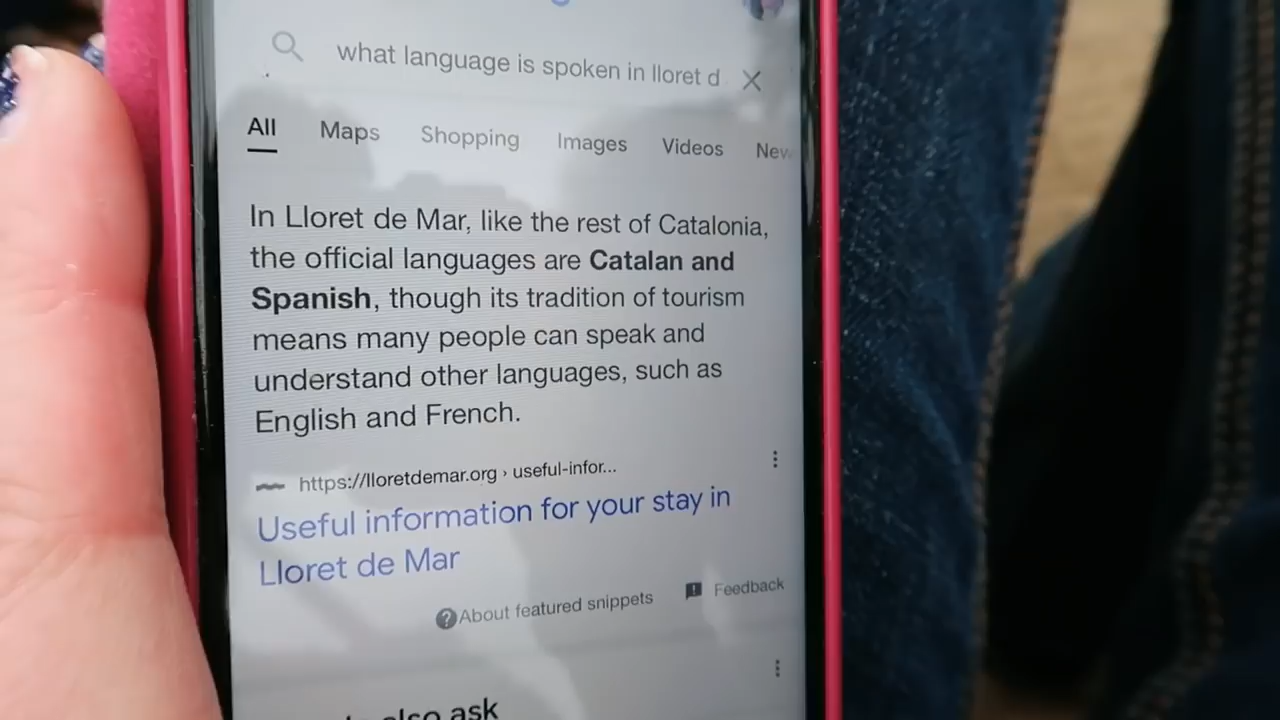 what language is spoken in lloret d
All Maps Shopping Images Videos New
In Lloret de Mar, like the rest of Catalonia,
the official languages are Catalan and
Spanish, though its tradition of tourism
means many people can speak and
understand other languages, such as
English and French.
https://lloretdemar.org › useful-infor...
Useful information for your stay in
Lloret de Mar
About featured snippets Feedback
also ask